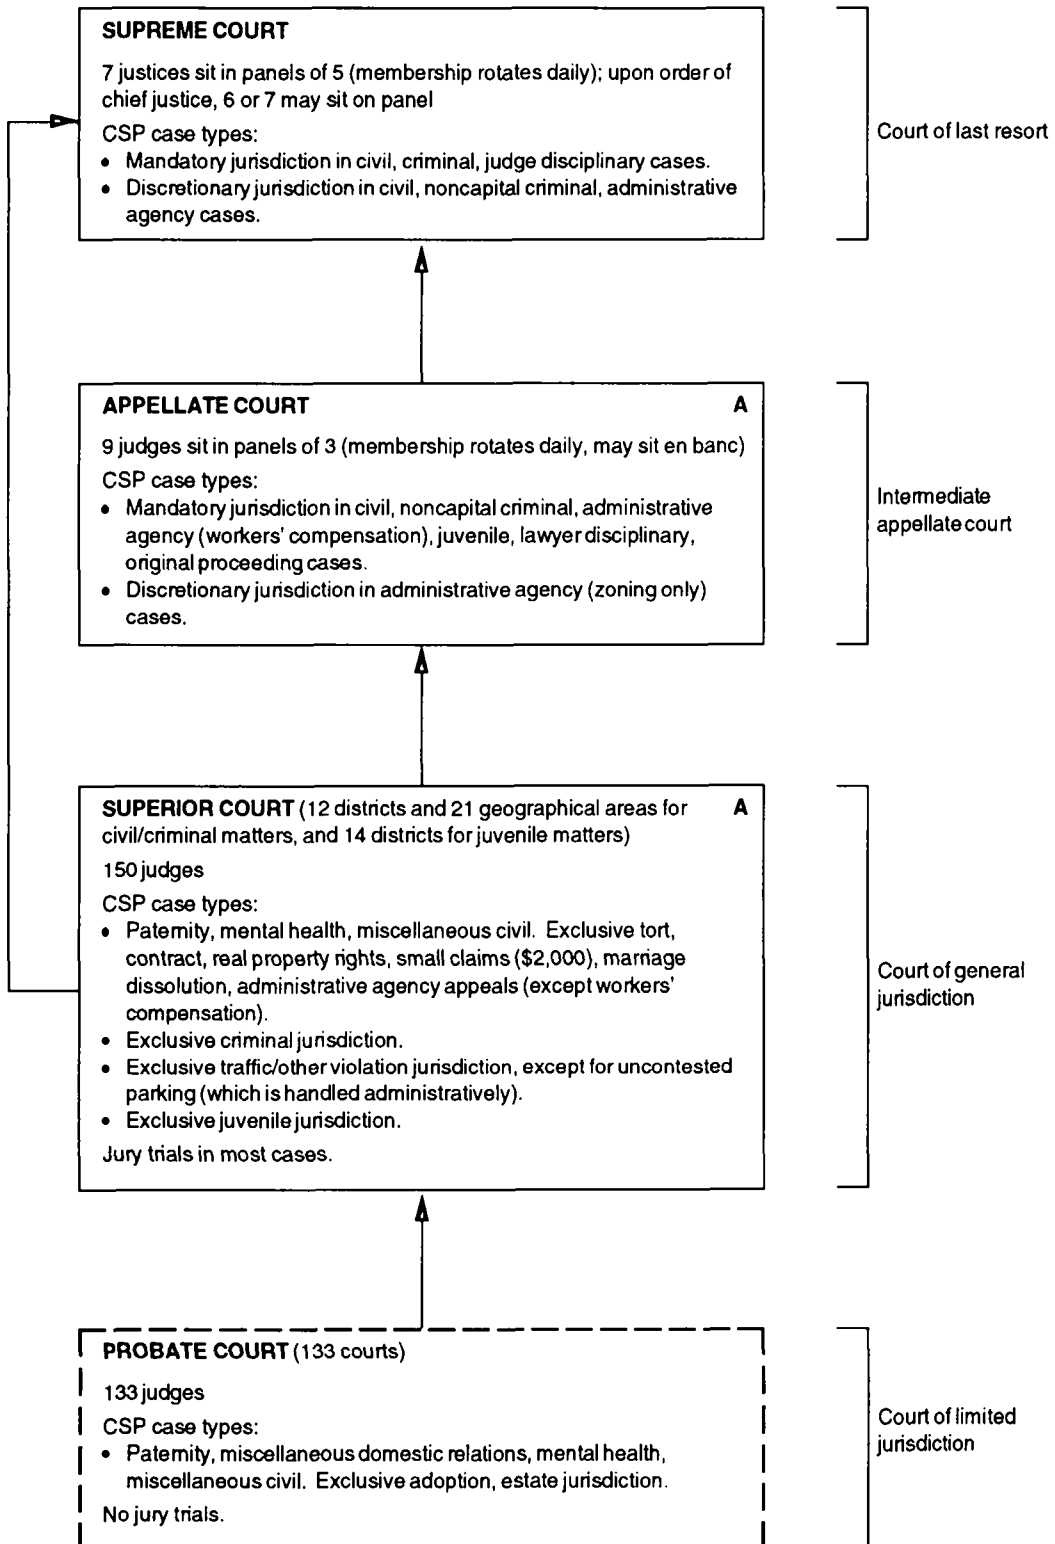 SUPREME COURT
7 justices sit in panels of 5 (membership rotates daily); upon order of
chief justice, 6 or 7 may sit on panel
CSP case types:
• Mandatory jurisdiction in civil, criminal, judge disciplinary cases.
• Discretionary jurisdiction in civil, noncapital criminal, administrative
agency cases.
Court of last resort
APPELLATE COURT A
9 judges sit in panels of 3 (membership rotates daily, may sit en banc)
CSP case types:
• Mandatory jurisdiction in civil, noncapital criminal, administrative
agency (workers' compensation), juvenile, lawyer disciplinary,
original proceeding cases.
• Discretionary jurisdiction in administrative agency (zoning only)
cases.
Intermediate
appellate court
SUPERIOR COURT (12 districts and 21 geographical areas for A
civil/criminal matters, and 14 districts for juvenile matters)
150 judges
CSP case types:
• Paternity, mental health, miscellaneous civil. Exclusive tort,
contract, real property rights, small claims ($2,000), marriage
dissolution, administrative agency appeals (except workers'
compensation).
• Exclusive criminal jurisdiction.
• Exclusive traffic/other violation jurisdiction, except for uncontested
parking (which is handled administratively).
• Exclusive juvenile jurisdiction.
Jury trials in most cases.
Court of general
jurisdiction
PROBATE COURT (133 courts)
133 judges
CSP case types:
• Paternity, miscellaneous domestic relations, mental health,
miscellaneous civil. Exclusive adoption, estate jurisdiction.
No jury trials.
Court of limited
jurisdiction